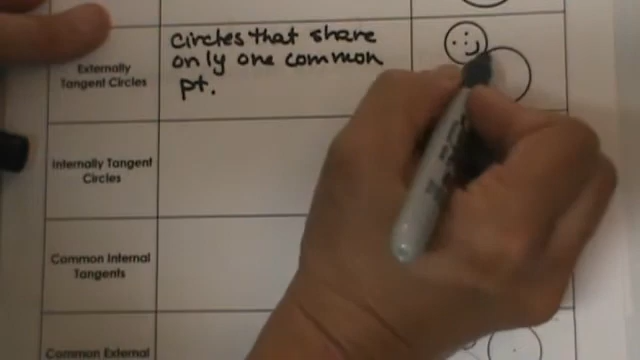 Externally
Tangent Circles
Circles that share
only one common
pt.
Internally Tangent
Circles
Common Internal
Tangents
Common External